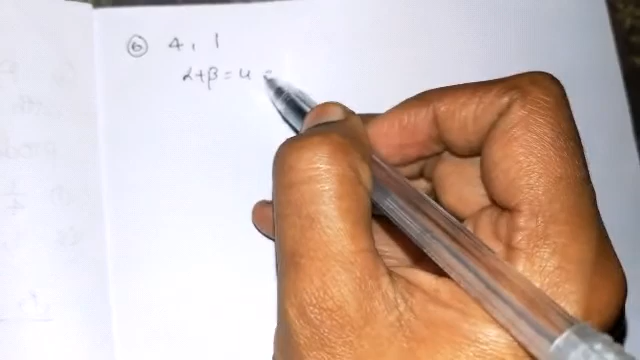 ⑥ 4, 1
α+β = 4 =